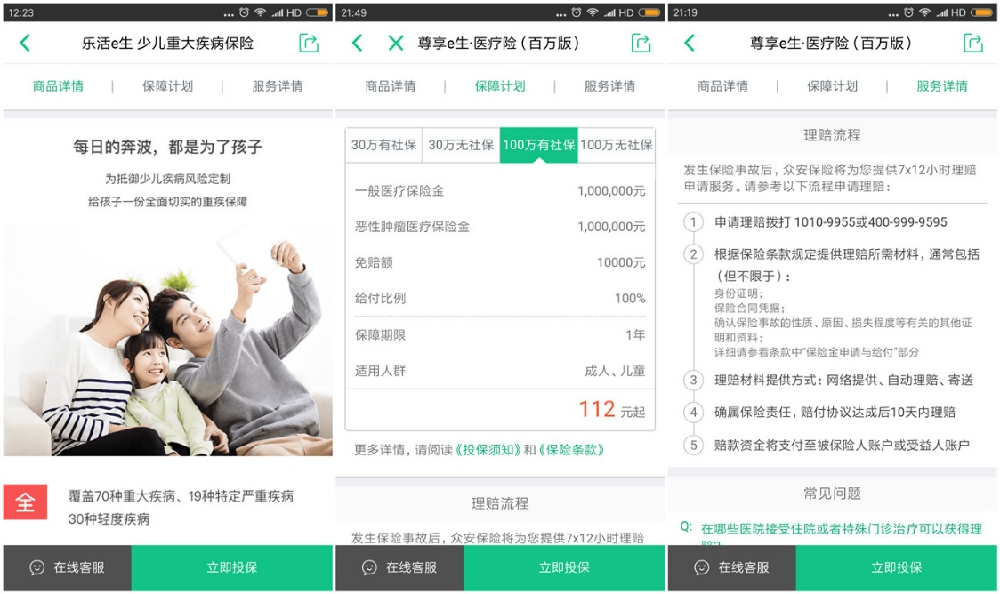 12:23
... HD
乐活e生 少儿重大疾病保险
商品详情 | 保障计划 | 服务详情
每日的奔波，都是为了孩子
为抵御少儿疾病风险定制
给孩子一份全面切实的重疾保障
全
覆盖70种重大疾病、19种特定严重疾病
30种轻度疾病
在线客服
立即投保
21:49
... HD
尊享e生·医疗险（百万版）
商品详情 | 保障计划 | 服务详情
30万有社保 30万无社保 100万有社保 100万无社保
一般医疗保险金 1,000,000元
恶性肿瘤医疗保险金 1,000,000元
免赔额 10000元
给付比例 100%
保障期限 1年
适用人群 成人、儿童
112 元起
更多详情，请阅读《投保须知》和《保险条款》
理赔流程
发生保险事故后，众安保险将为您提供7x12小时理赔
在线客服
立即投保
21:19
... HD
尊享e生·医疗险（百万版）
商品详情 | 保障计划 | 服务详情
理赔流程
发生保险事故后，众安保险将为您提供7x12小时理赔
申请服务。请参考以下流程申请理赔：
1 申请理赔拨打 1010-9955或400-999-9595
2 根据保险条款规定提供理赔所需材料，通常包括
（但不限于）：
身份证明；
保险合同凭据；
确认保险事故的性质、原因、损失程度等有关的其他证
明和资料；
详细请参看条款中“保险金申请与给付”部分
3 理赔材料提供方式：网络提供、自动理赔、寄送
4 确属保险责任，赔付协议达成后10天内理赔
5 赔款资金将支付至被保险人账户或受益人账户
常见问题
Q: 在哪些医院接受住院或者特殊门诊治疗可以获得理
赔?
在线客服
立即投保